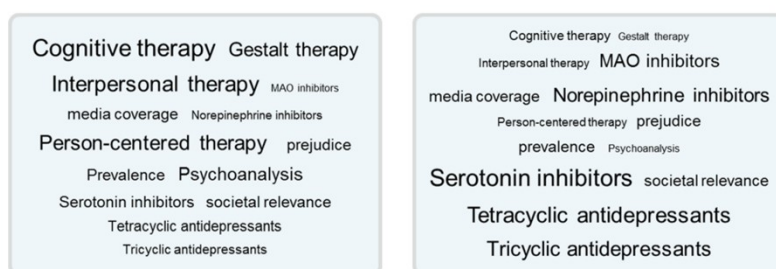 Cognitive therapy Gestalt therapy
Interpersonal therapy MAO inhibitors
media coverage Norepinephrine inhibitors
Person-centered therapy prejudice
Prevalence Psychoanalysis
Serotonin inhibitors societal relevance
Tetracyclic antidepressants
Tricyclic antidepressants
Cognitive therapy Gestalt therapy
Interpersonal therapy MAO inhibitors
media coverage Norepinephrine inhibitors
Person-centered therapy prejudice
prevalence Psychoanalysis
Serotonin inhibitors societal relevance
Tetracyclic antidepressants
Tricyclic antidepressants